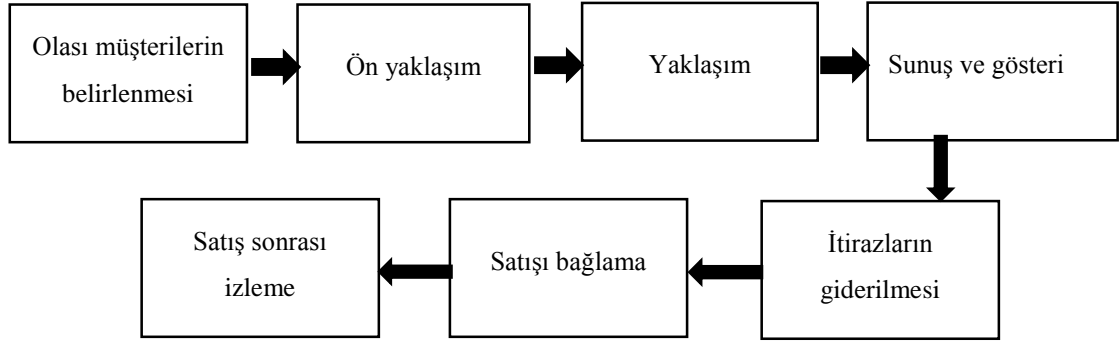 Olası müşterilerin
belirlenmesi
Ön yaklaşım
Yaklaşım
Sunuş ve gösteri
İtirazların
giderilmesi
Satışı bağlama
Satış sonrası
izleme